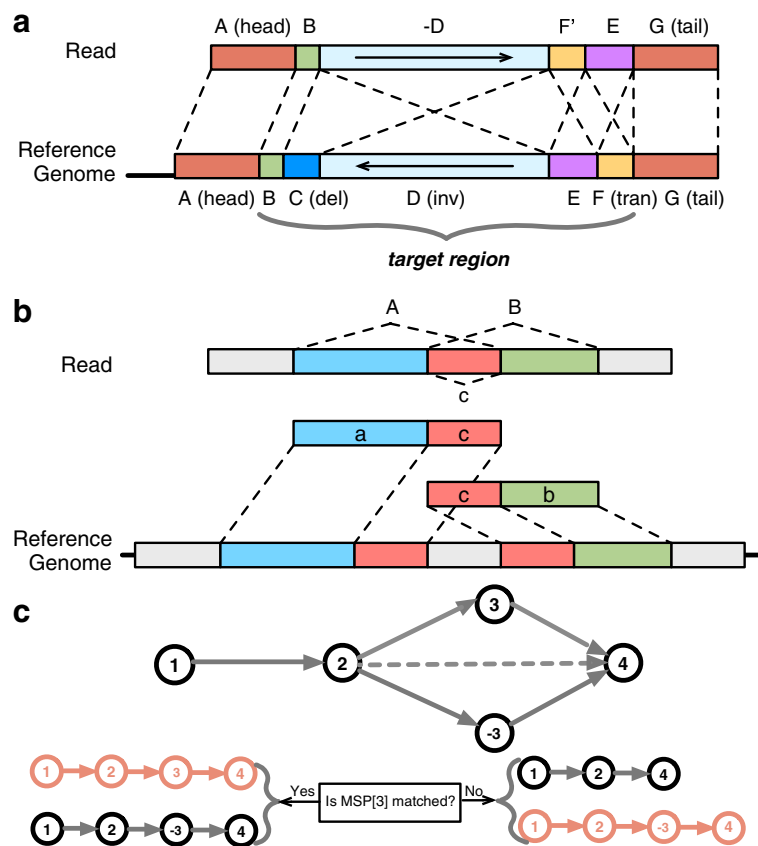 a
A (head) B -D F' E G (tail)
Read
Reference
Genome
A (head) B C (del) D (inv) E F (tran) G (tail)
target region
b
A B
Read
c
a c
c b
Reference
Genome
c
3
1 2 4
-3
1 2 3 4
1 2 4
Yes Is MSP[3] matched? No
1 2 -3 4
1 2 -3 4